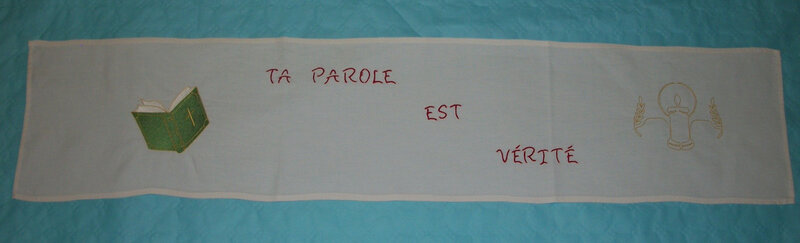 TA PAROLE
EST
VÉRITÉ